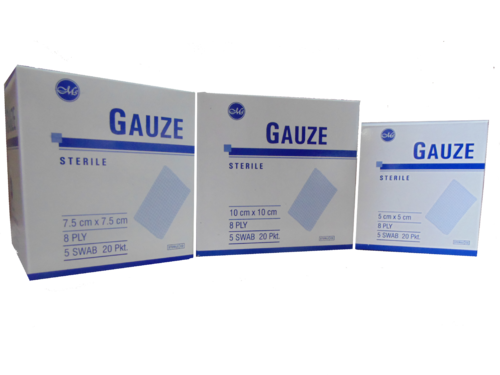 GAUZE
STERILE
7.5 cm x 7.5 cm
8 PLY
5 SWAB 20 Pkt.
GAUZE
STERILE
10 cm x 10 cm
8 PLY
5 SWAB 20 Pkt.
GAUZE
STERILE
5 cm x 5 cm
8 PLY
5 SWAB 20 Pkt.